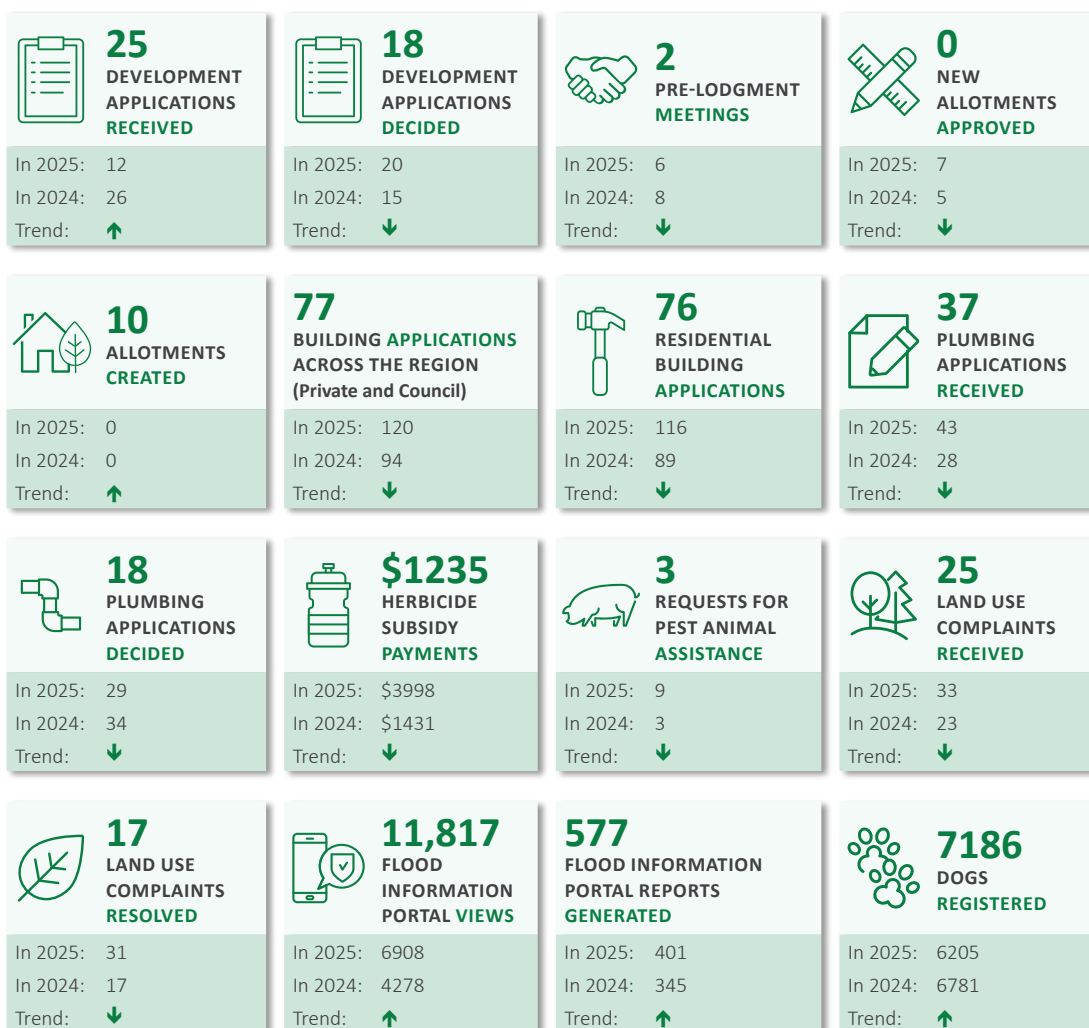 25
DEVELOPMENT
APPLICATIONS
RECEIVED
In 2025: 12
In 2024: 26
Trend: ↑
18
DEVELOPMENT
APPLICATIONS
DECIDED
In 2025: 20
In 2024: 15
Trend: ↓
2
PRE-LODGMENT
MEETINGS
In 2025: 6
In 2024: 8
Trend: ↓
0
NEW
ALLOTMENTS
APPROVED
In 2025: 7
In 2024: 5
Trend: ↓
10
ALLOTMENTS
CREATED
In 2025: 0
In 2024: 0
Trend: ↑
77
BUILDING APPLICATIONS
ACROSS THE REGION
(Private and Council)
In 2025: 120
In 2024: 94
Trend: ↓
76
RESIDENTIAL
BUILDING
APPLICATIONS
In 2025: 116
In 2024: 89
Trend: ↓
37
PLUMBING
APPLICATIONS
RECEIVED
In 2025: 43
In 2024: 28
Trend: ↓
18
PLUMBING
APPLICATIONS
DECIDED
In 2025: 29
In 2024: 34
Trend: ↓
$1235
HERBICIDE
SUBSIDY
PAYMENTS
In 2025: $3998
In 2024: $1431
Trend: ↓
3
REQUESTS FOR
PEST ANIMAL
ASSISTANCE
In 2025: 9
In 2024: 3
Trend: ↓
25
LAND USE
COMPLAINTS
RECEIVED
In 2025: 33
In 2024: 23
Trend: ↓
17
LAND USE
COMPLAINTS
RESOLVED
In 2025: 31
In 2024: 17
Trend: ↓
11,817
FLOOD
INFORMATION
PORTAL VIEWS
In 2025: 6908
In 2024: 4278
Trend: ↑
577
FLOOD INFORMATION
PORTAL REPORTS
GENERATED
In 2025: 401
In 2024: 345
Trend: ↑
7186
DOGS
REGISTERED
In 2025: 6205
In 2024: 6781
Trend: ↑